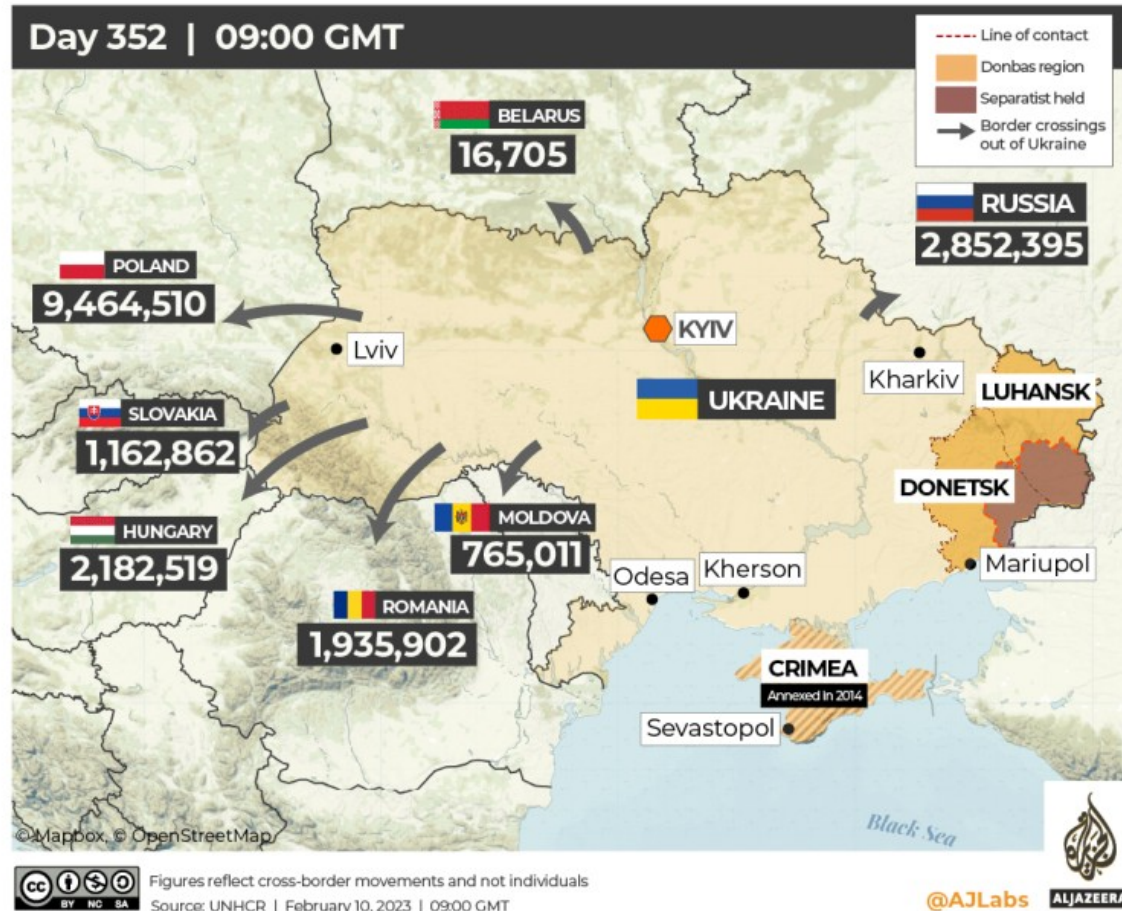 Day 352 | 09:00 GMT
Line of contact
Donbas region
Separatist held
Border crossings
out of Ukraine
BELARUS
16,705
RUSSIA
2,852,395
POLAND
9,464,510
Lviv
KYIV
Kharkiv
UKRAINE
LUHANSK
SLOVAKIA
1,162,862
DONETSK
HUNGARY
2,182,519
MOLDOVA
765,011
Mariupol
Odesa
Kherson
ROMANIA
1,935,902
CRIMEA
Annexed in 2014
Sevastopol
Black Sea
© Mapbox, © OpenStreetMap
CC BY NC SA
Figures reflect cross-border movements and not individuals
Source: UNHCR | February 10, 2023 | 09:00 GMT
@AJLabs
ALJAZEERA